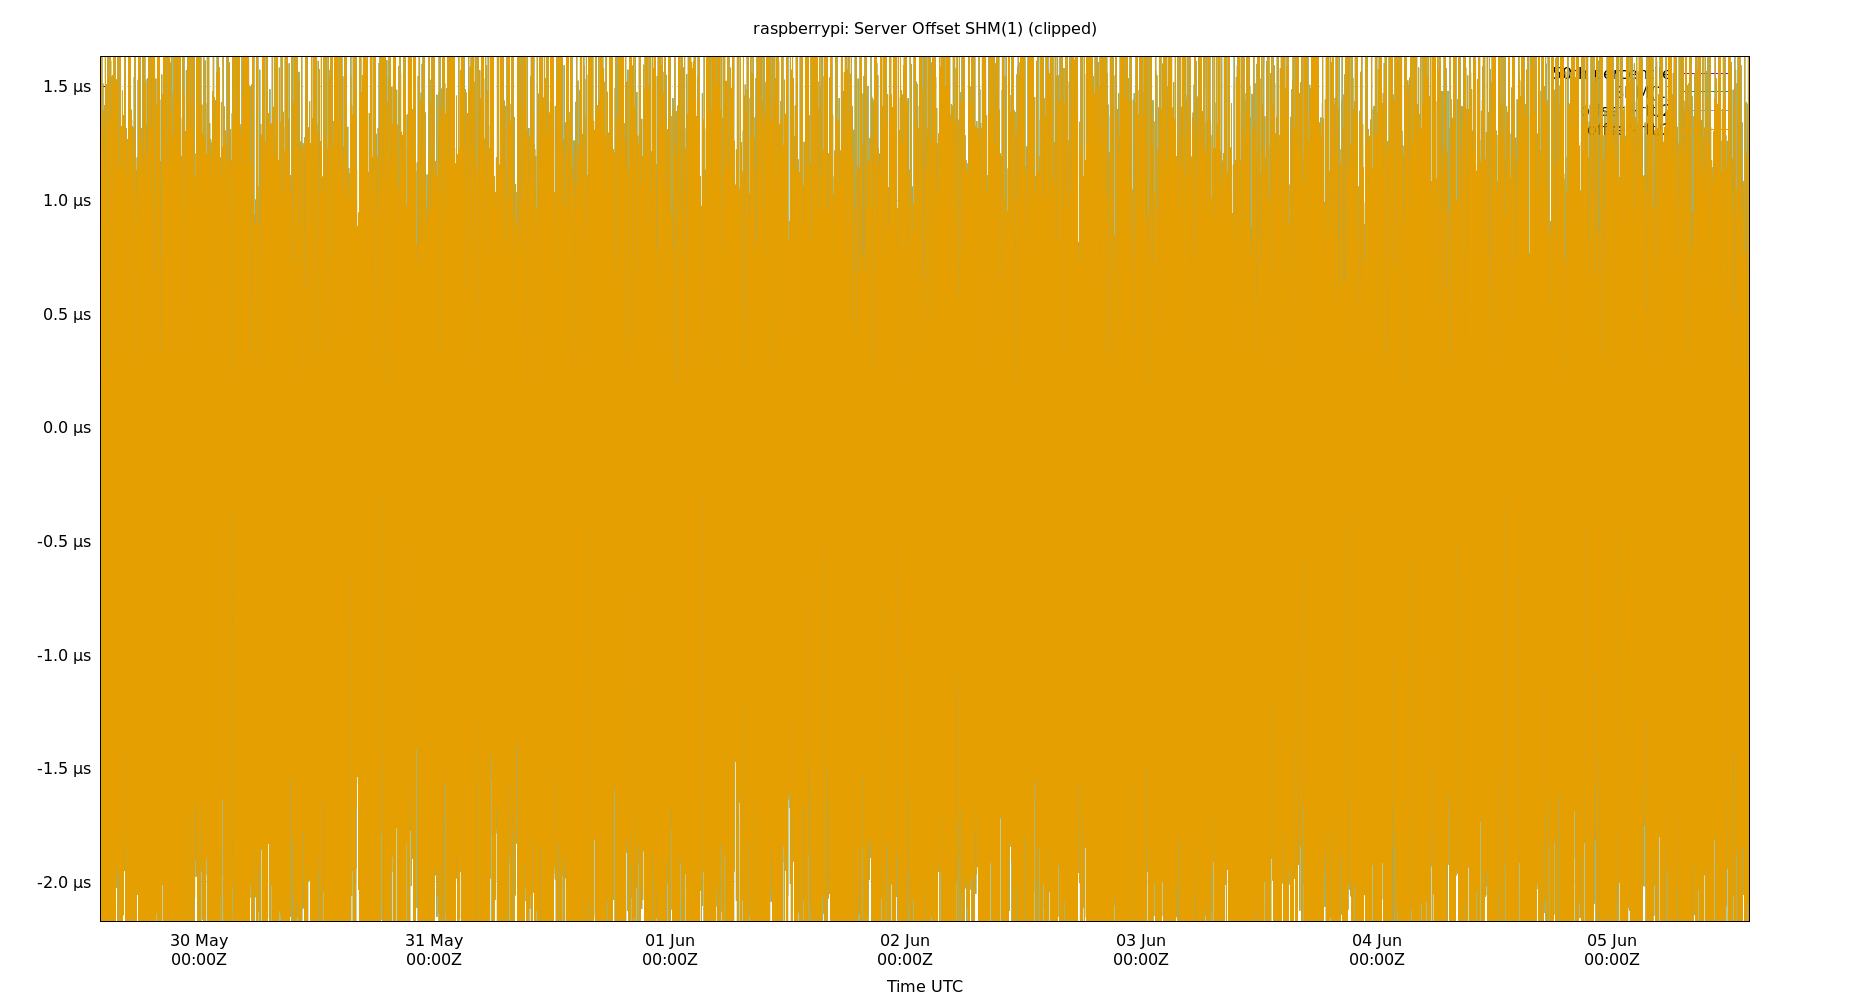 raspberrypi: Server Offset SHM(1) (clipped)
1.5 µs
1.0 µs
0.5 µs
0.0 µs
-0.5 µs
-1.0 µs
-1.5 µs
-2.0 µs
30 May 31 May 01 Jun 02 Jun 03 Jun 04 Jun 05 Jun
00:00Z 00:00Z 00:00Z 00:00Z 00:00Z 00:00Z 00:00Z
Time UTC